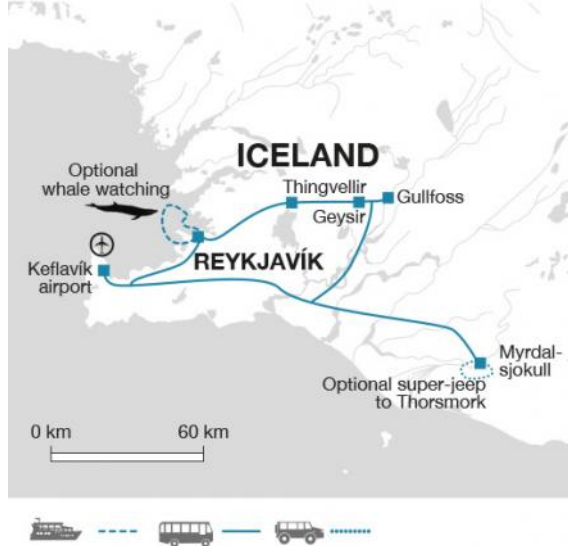 ICELAND
Optional
whale watching
Thingvellir
Geysir
Gullfoss
REYKJAVÍK
Keflavík
airport
Myrdal-
sjokull
Optional super-jeep
to Thorsmork
0 km
60 km